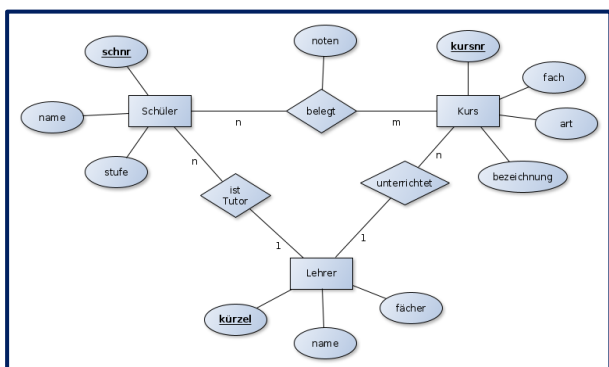 noten
schnr
kursnr
fach
name
Schüler
n
belegt
m
Kurs
art
stufe
n
ist
Tutor
unterrichtet
n
bezeichnung
1
1
Lehrer
kürzel
name
fächer